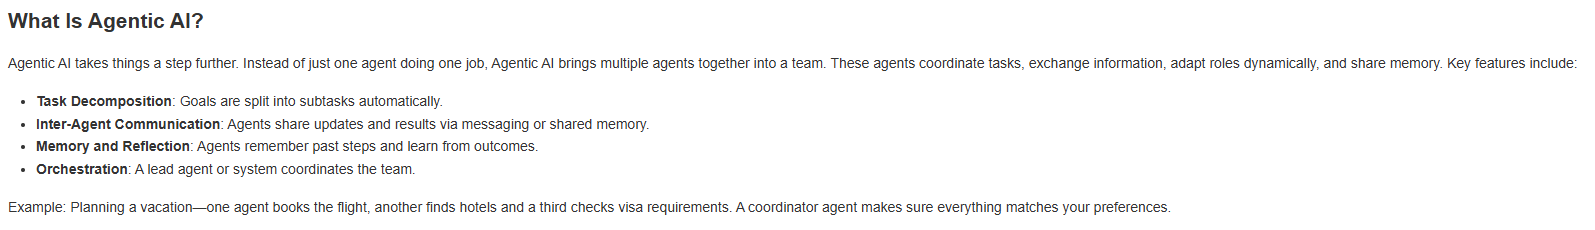 What Is Agentic AI?
Agentic AI takes things a step further. Instead of just one agent doing one job, Agentic AI brings multiple agents together into a team. These agents coordinate tasks, exchange information, adapt roles dynamically, and share memory. Key features include:
• Task Decomposition: Goals are split into subtasks automatically.
• Inter-Agent Communication: Agents share updates and results via messaging or shared memory.
• Memory and Reflection: Agents remember past steps and learn from outcomes.
• Orchestration: A lead agent or system coordinates the team.
Example: Planning a vacation—one agent books the flight, another finds hotels and a third checks visa requirements. A coordinator agent makes sure everything matches your preferences.